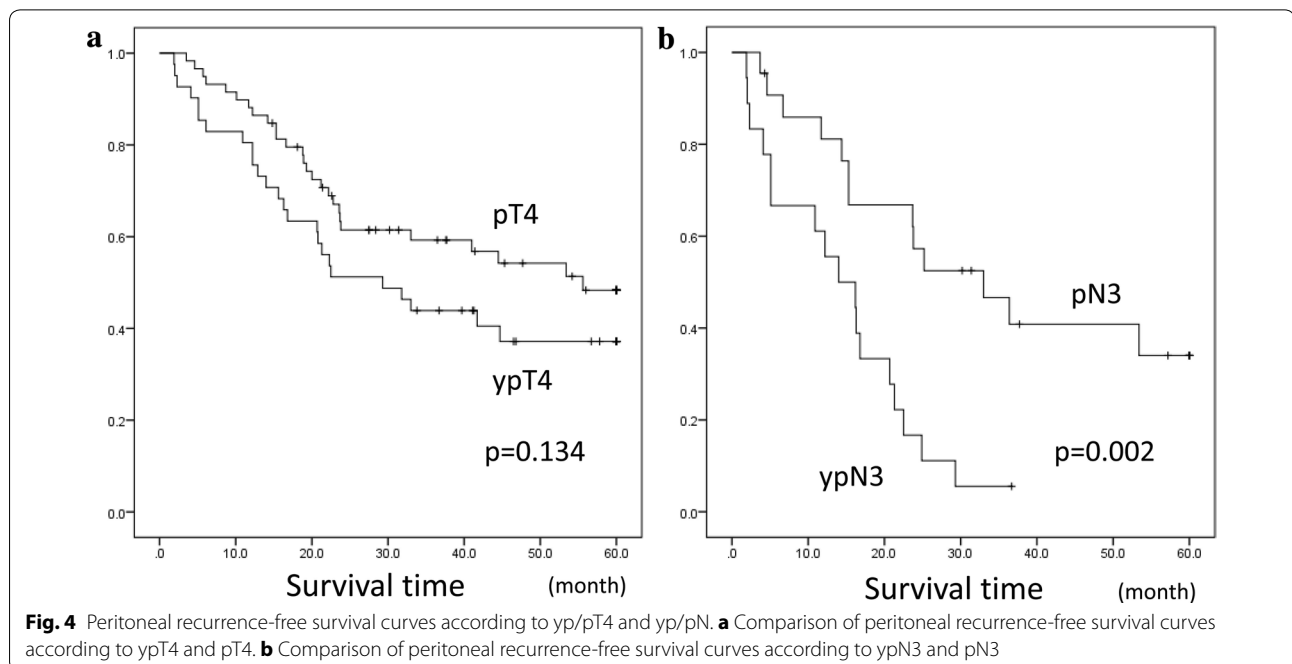 a
1.0
0.8
0.6
0.4
0.2
0.0
pT4
ypT4
p=0.134
.0 10.0 20.0 30.0 40.0 50.0 60.0
Survival time (month)
b
1.0
0.8
0.6
0.4
0.2
0.0
pN3
ypN3
p=0.002
.0 10.0 20.0 30.0 40.0 50.0 60.0
Survival time (month)
Fig. 4 Peritoneal recurrence-free survival curves according to yp/pT4 and yp/pN. a Comparison of peritoneal recurrence-free survival curves
according to ypT4 and pT4. b Comparison of peritoneal recurrence-free survival curves according to ypN3 and pN3